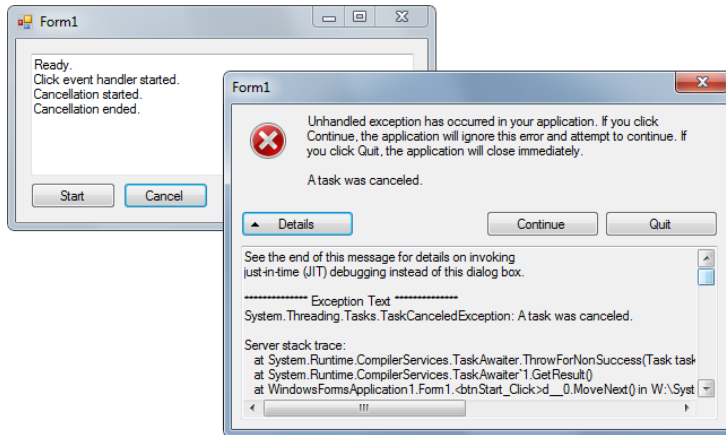 Form1
Ready.
Click event handler started.
Cancellation started.
Cancellation ended.
Start
Cancel
Form1
Unhandled exception has occurred in your application. If you click
Continue, the application will ignore this error and attempt to continue. If
you click Quit, the application will close immediately.
A task was canceled.
Details
Continue
Quit
See the end of this message for details on invoking
just-in-time (JIT) debugging instead of this dialog box.
************** Exception Text **************
System.Threading.Tasks.TaskCanceledException: A task was canceled.
Server stack trace:
at System.Runtime.CompilerServices.TaskAwaiter.ThrowForNonSuccess(Task task
at System.Runtime.CompilerServices.TaskAwaiter`1.GetResult()
at WindowsFormsApplication1.Form1.<btnStart_Click>d__0.MoveNext() in W:\Syst